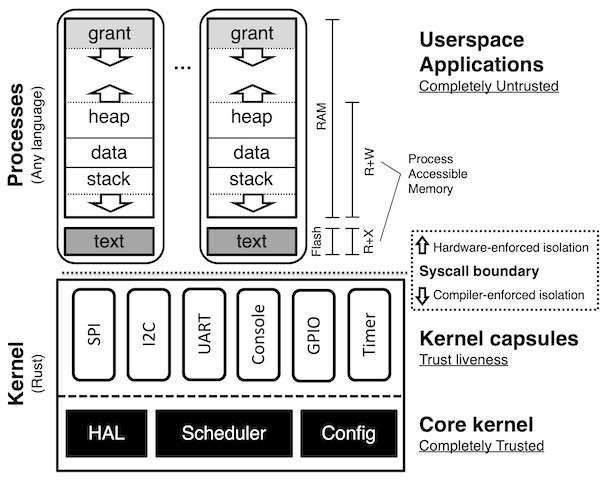 Processes
(Any language)
grant
heap
data
stack
text
...
grant
heap
data
stack
text
RAM
Flash
R+W
R+X
Process
Accessible
Memory
Userspace
Applications
Completely Untrusted
Hardware-enforced isolation
Syscall boundary
Compiler-enforced isolation
Kernel
(Rust)
SPI
I2C
UART
Console
GPIO
Timer
Kernel capsules
Trust liveness
HAL
Scheduler
Config
Core kernel
Completely Trusted